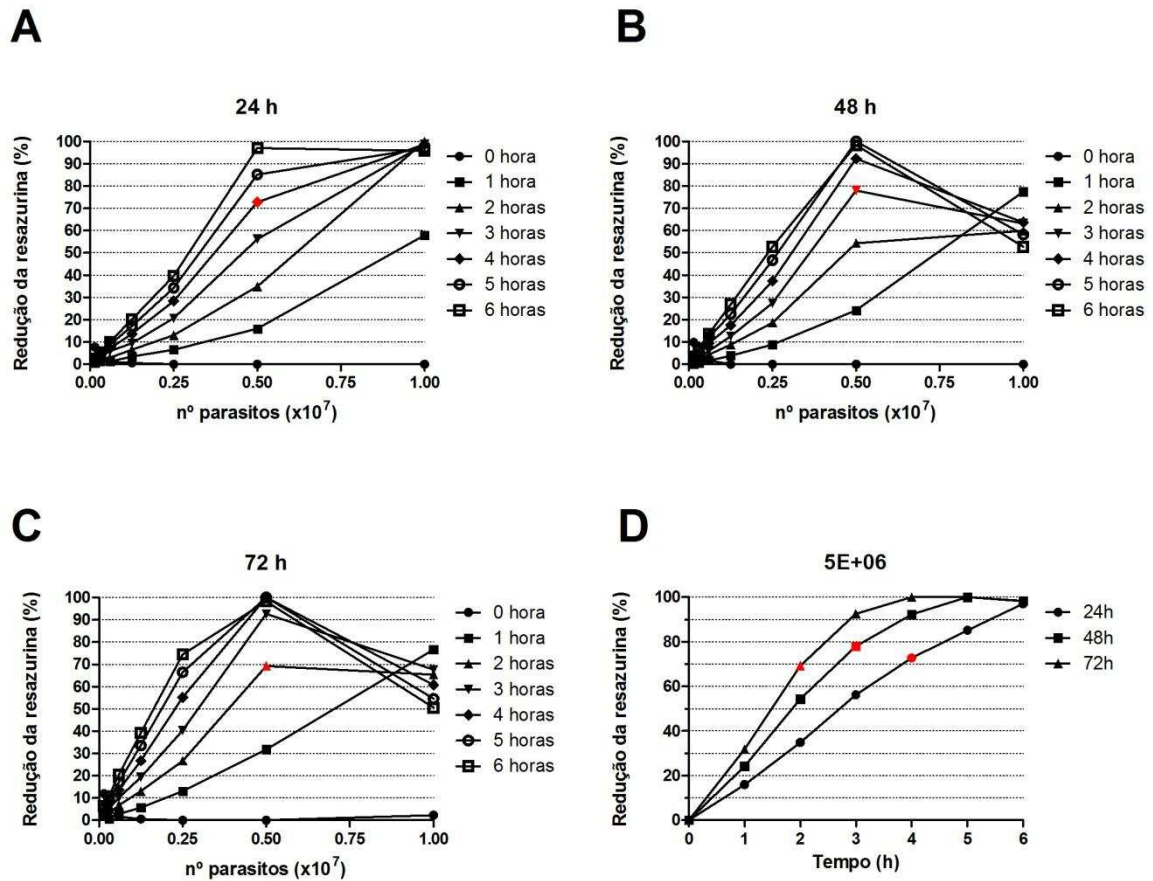 A
24 h
Redução da resazurina (%)
100
90
80
70
60
50
40
30
20
10
0
0.00 0.25 0.50 0.75 1.00
nº parasitos (x10⁷)
0 hora
1 hora
2 horas
3 horas
4 horas
5 horas
6 horas
B
48 h
Redução da resazurina (%)
100
90
80
70
60
50
40
30
20
10
0
0.00 0.25 0.50 0.75 1.00
nº parasitos (x10⁷)
0 hora
1 hora
2 horas
3 horas
4 horas
5 horas
6 horas
C
72 h
Redução da resazurina (%)
100
90
80
70
60
50
40
30
20
10
0
0.00 0.25 0.50 0.75 1.00
nº parasitos (x10⁷)
0 hora
1 hora
2 horas
3 horas
4 horas
5 horas
6 horas
D
5E+06
Redução da resazurina (%)
100
80
60
40
20
0
0 1 2 3 4 5 6
Tempo (h)
24h
48h
72h